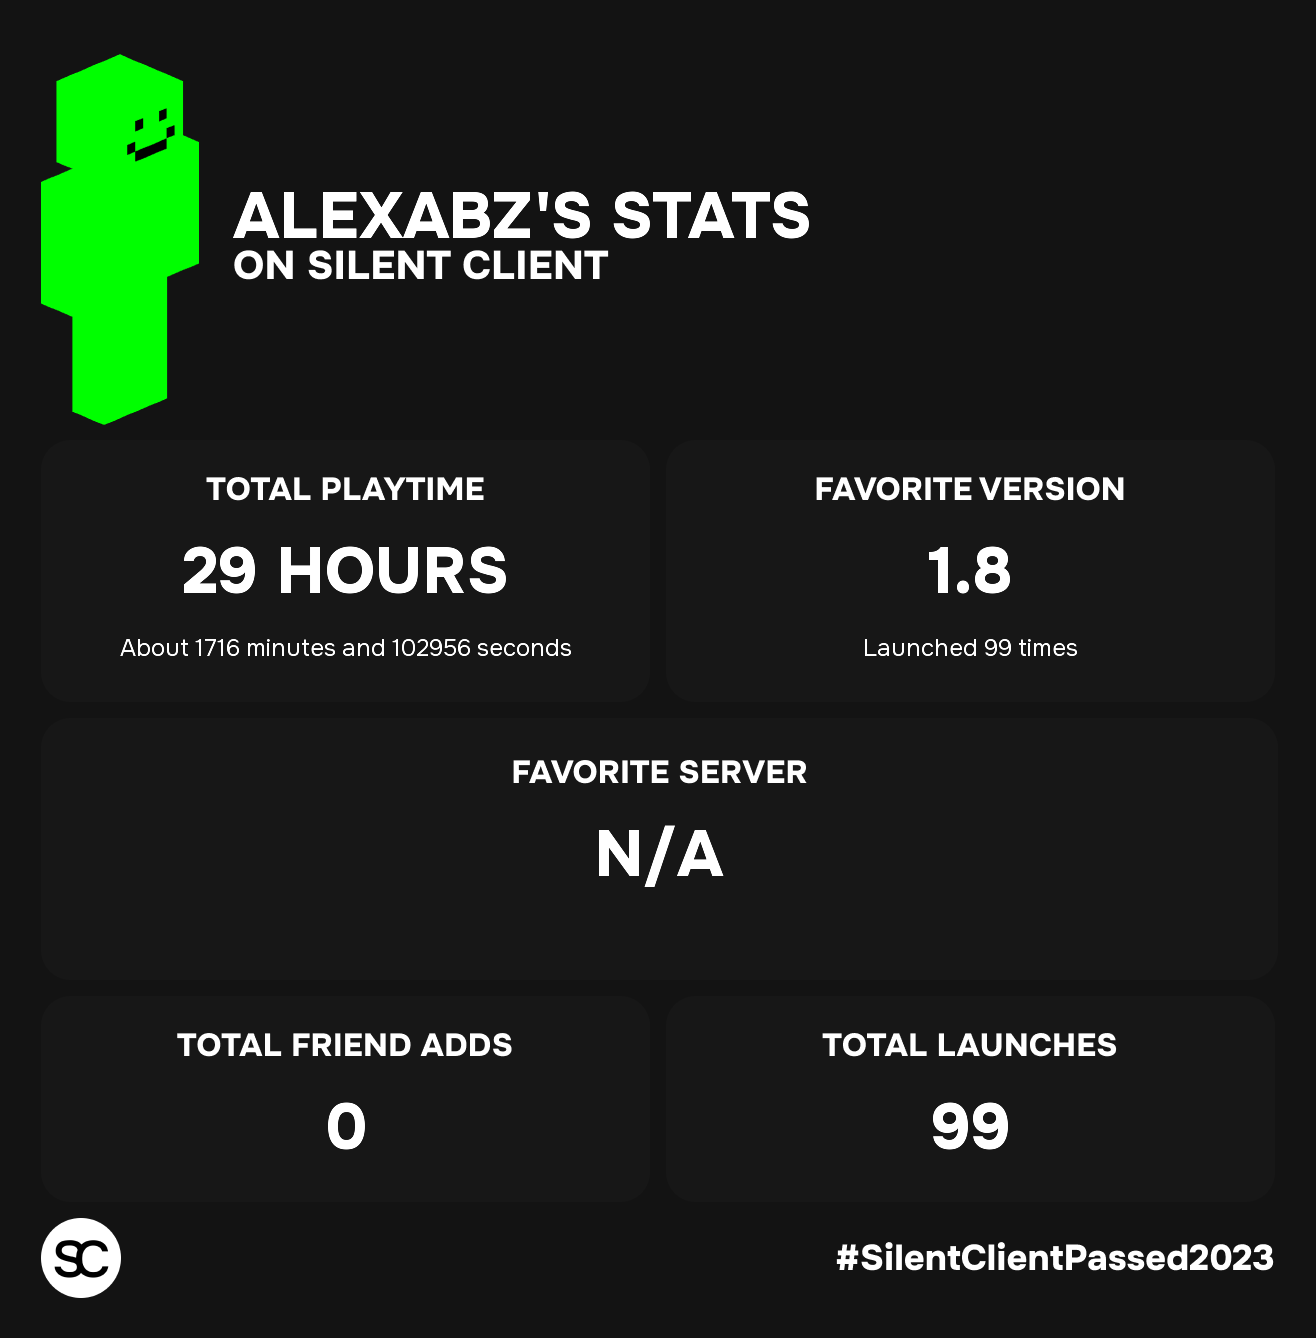 ALEXABZ'S STATS
ON SILENT CLIENT
TOTAL PLAYTIME
29 HOURS
About 1716 minutes and 102956 seconds
FAVORITE VERSION
1.8
Launched 99 times
FAVORITE SERVER
N/A
TOTAL FRIEND ADDS
0
TOTAL LAUNCHES
99
SC
#SilentClientPassed2023